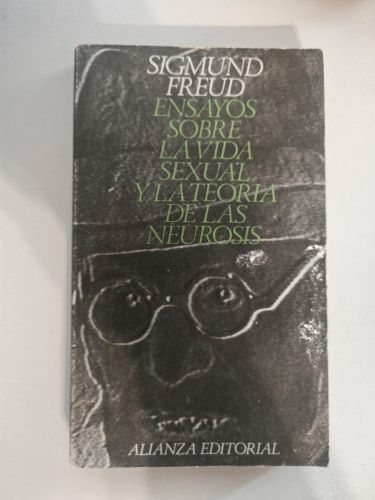 SIGMUND
FREUD
ENSAYOS
SOBRE
LA VIDA
SEXUAL
Y LA TEORIA
DE LAS
NEUROSIS
ALIANZA EDITORIAL